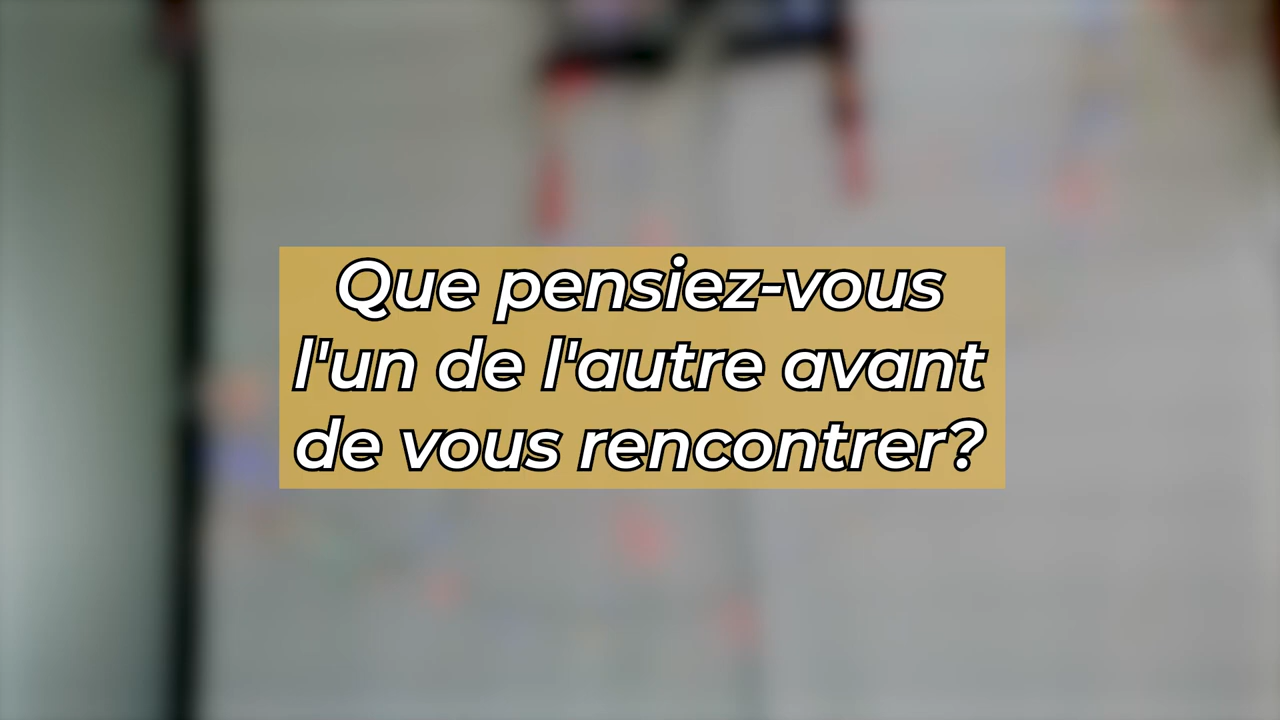 Que pensiez-vous
l'un de l'autre avant
de vous rencontrer?